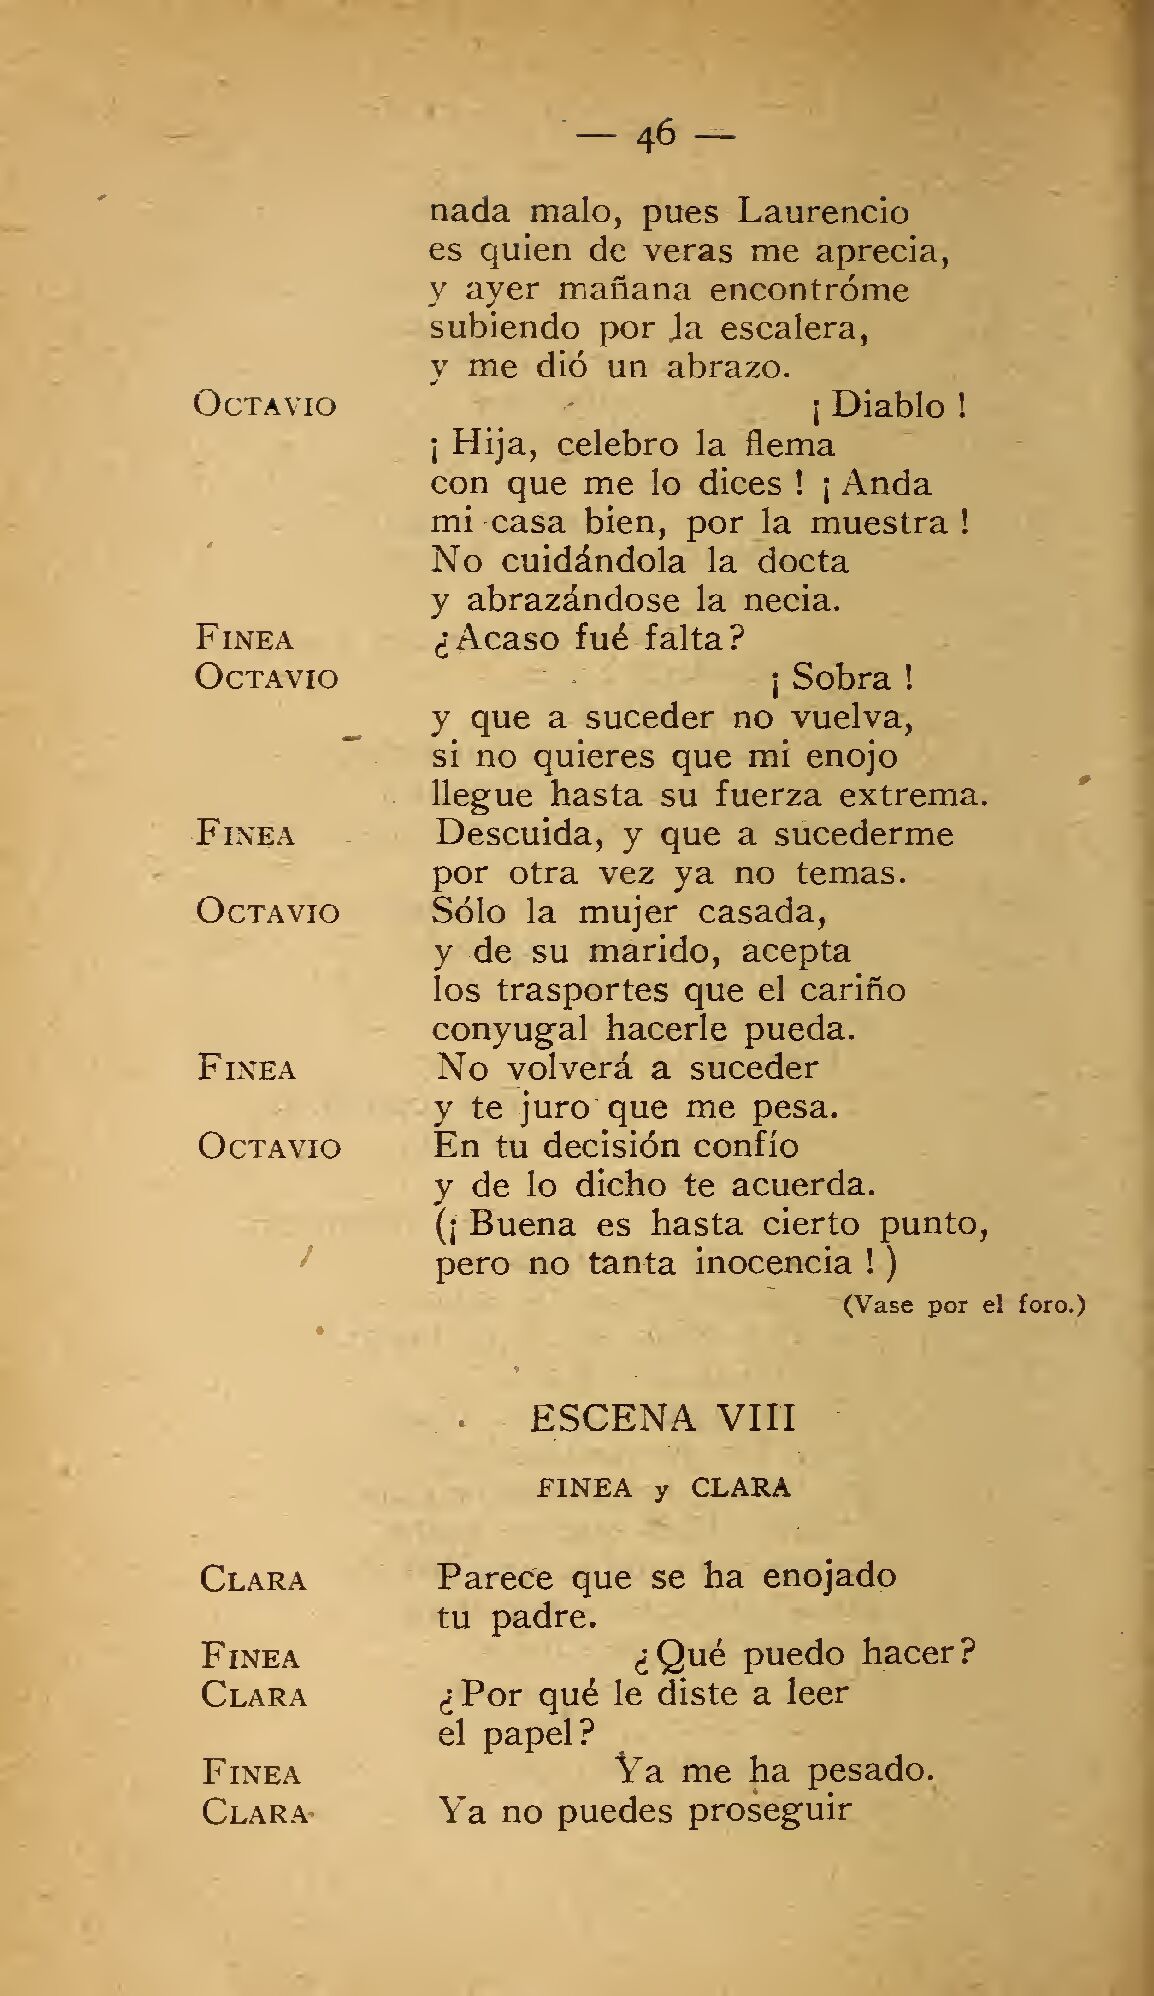 — 46 —
nada malo, pues Laurencio
es quien de veras me aprecia,
y ayer mañana encontróme
subiendo por la escalera,
y me dió un abrazo.
OCTAVIO ¡ Diablo !
¡ Hija, celebro la flema
con que me lo dices ! ¡ Anda
mi casa bien, por la muestra !
No cuidándola la docta
y abrazándose la necia.
FINEA ¿Acaso fué falta?
OCTAVIO ¡ Sobra !
y que a suceder no vuelva,
si no quieres que mi enojo
llegue hasta su fuerza extrema.
FINEA Descuida, y que a sucederme
por otra vez ya no temas.
OCTAVIO Sólo la mujer casada,
y de su marido, acepta
los trasportes que el cariño
conyugal hacerle pueda.
FINEA No volverá a suceder
y te juro que me pesa.
OCTAVIO En tu decisión confío
y de lo dicho te acuerda.
(¡ Buena es hasta cierto punto,
pero no tanta inocencia ! )
(Vase por el foro.)
ESCENA VIII
FINEA y CLARA
CLARA Parece que se ha enojado
tu padre.
FINEA ¿Qué puedo hacer?
CLARA ¿Por qué le diste a leer
el papel?
FINEA Ya me ha pesado.
CLARA Ya no puedes proseguir